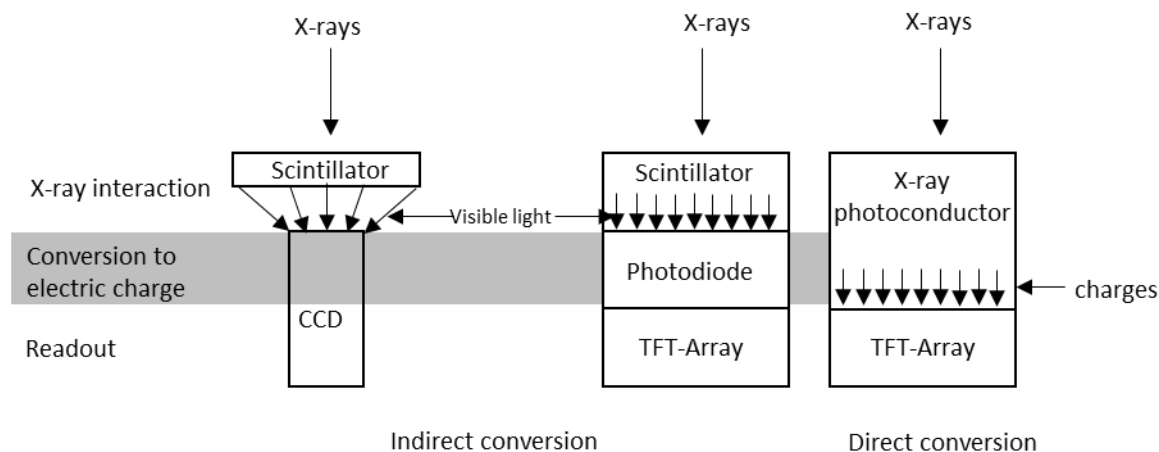 X-rays
X-rays
X-rays
Scintillator
Scintillator
X-ray
photoconductor
X-ray interaction
Visible light
Conversion to
electric charge
Photodiode
charges
CCD
Readout
TFT-Array
TFT-Array
Indirect conversion
Direct conversion